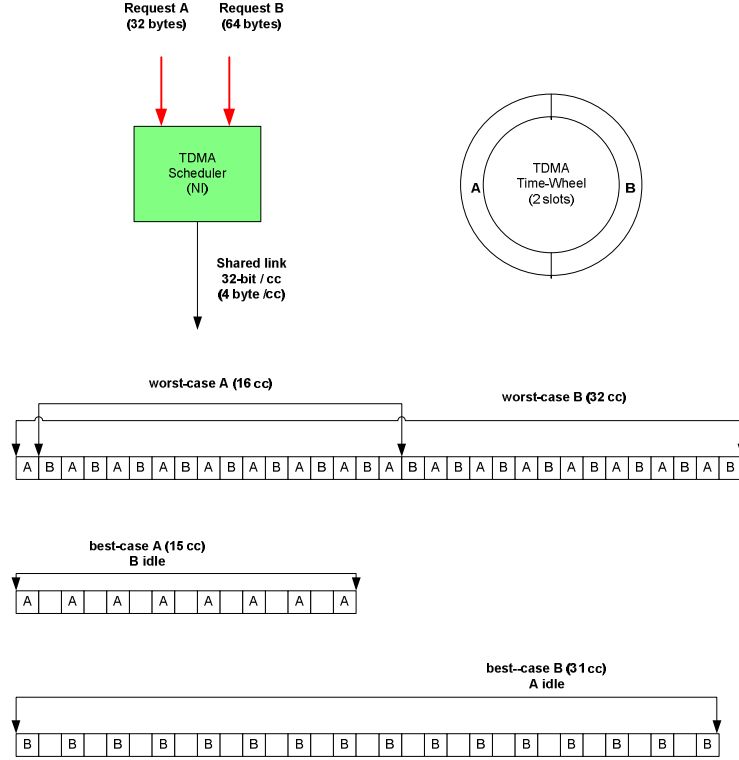 Request A
(32 bytes)
Request B
(64 bytes)
TDMA
Scheduler
(NI)
A
TDMA
Time-Wheel
(2 slots)
B
Shared link
32-bit / cc
(4 byte /cc)
worst-case A (16 cc)
worst-case B (32 cc)
A B A B A B A B A B A B A B A B A B A B A B A B A B A B A B A B
best-case A (15 cc)
B idle
A A A A A A A A
best--case B (31 cc)
A idle
B B B B B B B B B B B B B B B B